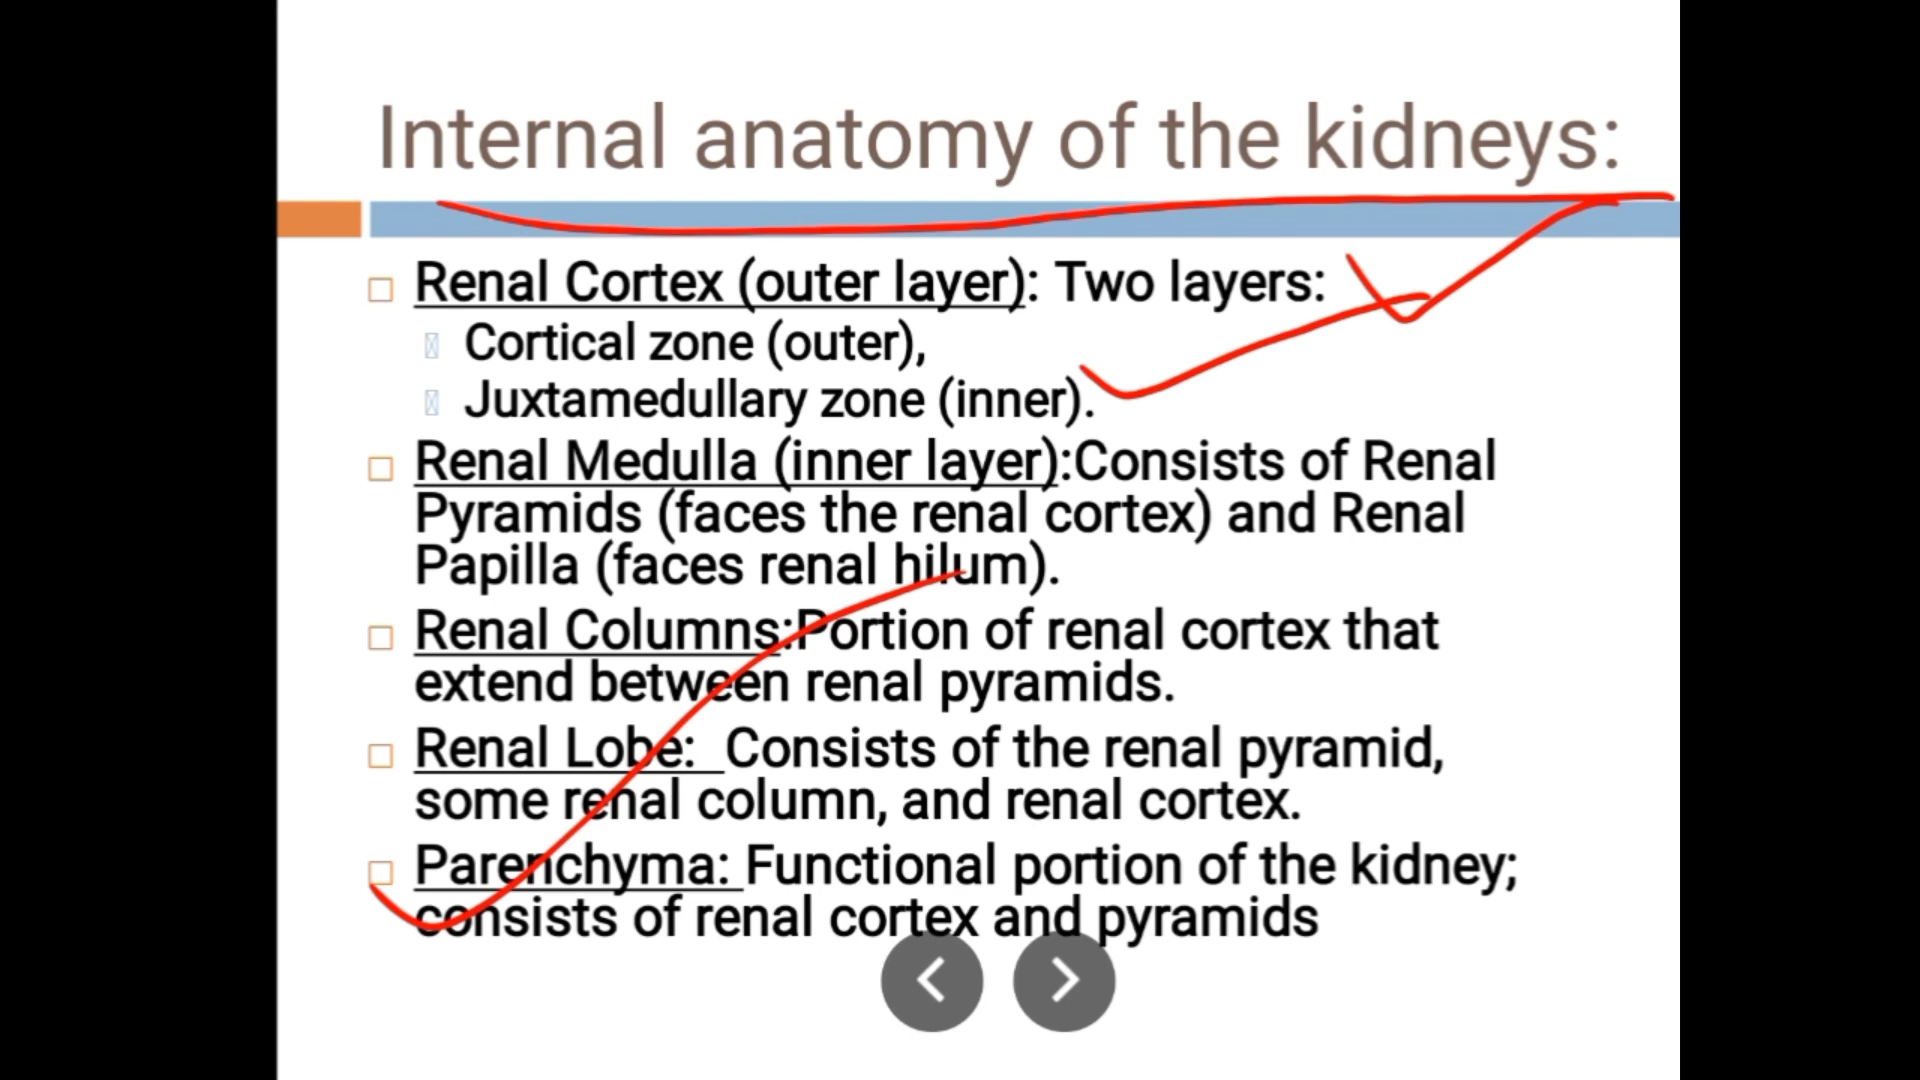 Internal anatomy of the kidneys:
Renal Cortex (outer layer): Two layers:
Cortical zone (outer),
Juxtamedullary zone (inner).
Renal Medulla (inner layer):Consists of Renal
Pyramids (faces the renal cortex) and Renal
Papilla (faces renal hilum).
Renal Columns:Portion of renal cortex that
extend between renal pyramids.
Renal Lobe:  Consists of the renal pyramid,
some renal column, and renal cortex.
Parenchyma: Functional portion of the kidney;
consists of renal cortex and pyramids